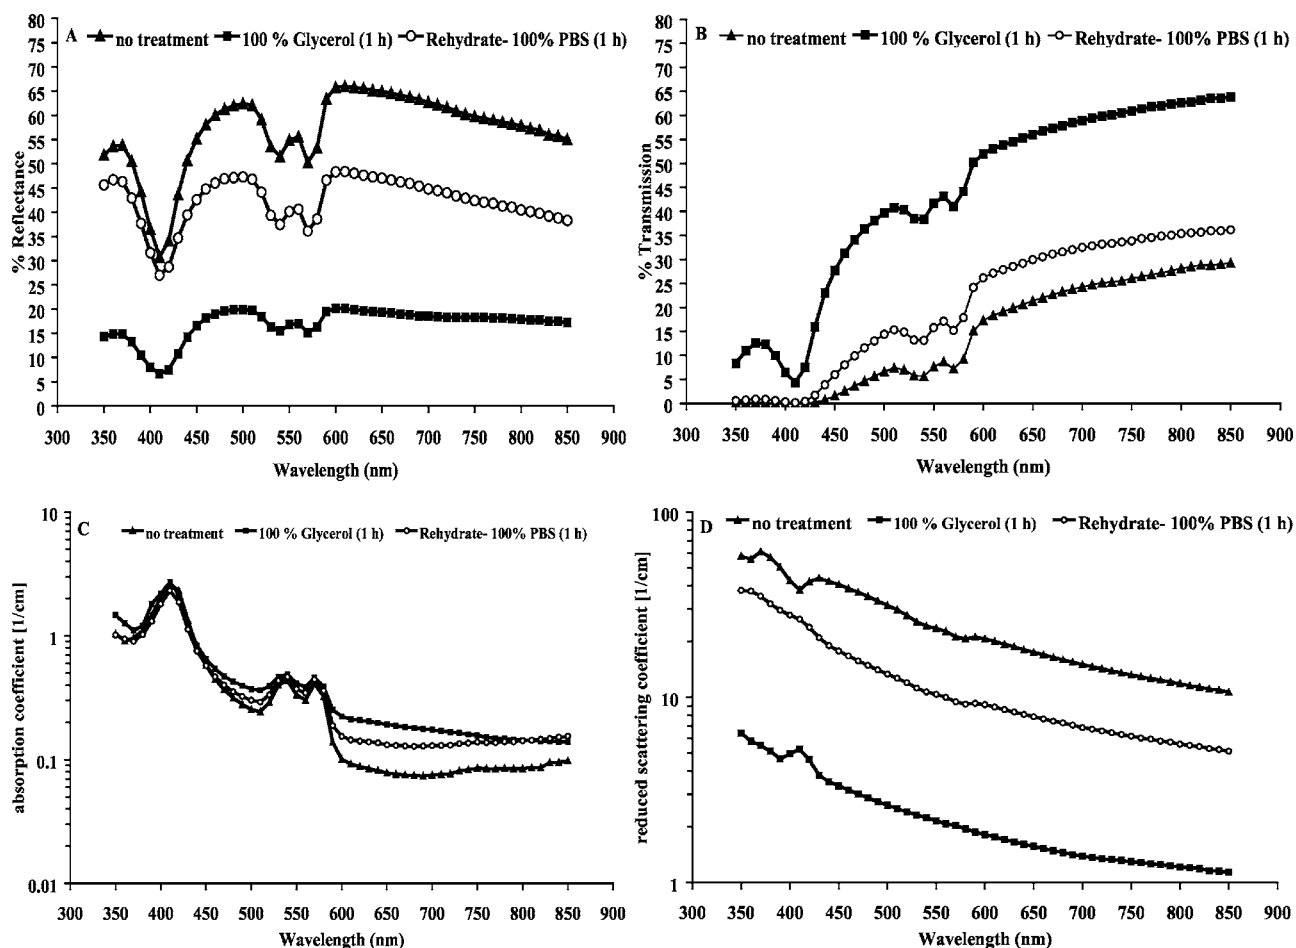 A no treatment 100 % Glycerol (1 h) Rehydrate- 100% PBS (1 h)
80
75
70
65
60
55
50
45
40
35
30
25
20
15
10
5
0
% Reflectance
300 350 400 450 500 550 600 650 700 750 800 850 900
Wavelength (nm)
B no treatment 100 % Glycerol (1 h) Rehydrate- 100% PBS (1 h)
80
75
70
65
60
55
50
45
40
35
30
25
20
15
10
5
0
% Transmission
300 350 400 450 500 550 600 650 700 750 800 850 900
Wavelength (nm)
C no treatment 100 % Glycerol (1 h) Rehydrate- 100% PBS (1 h)
10
1
0.1
0.01
absorption coefficient [1/cm]
300 350 400 450 500 550 600 650 700 750 800 850 900
Wavelength (nm)
D no treatment 100 % Glycerol (1 h) Rehydrate- 100% PBS (1 h)
100
10
1
reduced scattering coefficient [1/cm]
300 350 400 450 500 550 600 650 700 750 800 850 900
Wavelength (nm)